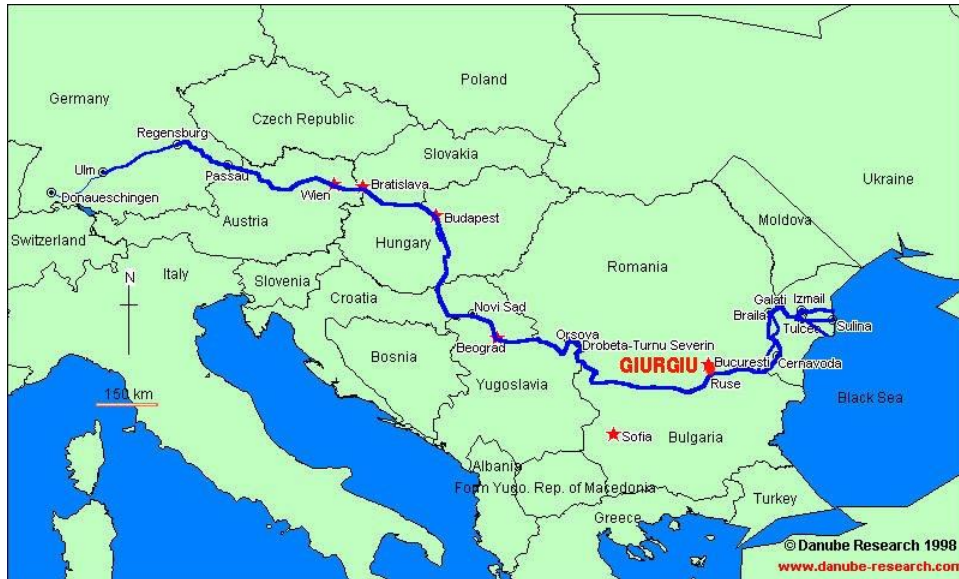 Poland
Germany
Czech Republic
Regensburg
Slovakia
Ulm
Passau
Ukraine
Wien
Bratislava
Donaueschingen
Austria
Budapest
Moldova
Switzerland
Hungary
Italy
N
Slovenia
Romania
Croatia
Novi Sad
Galati
Izmail
Braila
Tulcea
Sulina
Orsova
Beograd
Drobeta-Turnu Severin
Bosnia
GIURGIU
Bucuresti
Cernavoda
Yugoslavia
Ruse
150 km
Black Sea
Sofia
Bulgaria
Albania
Form Yugo. Rep. of Macedonia
Turkey
Greece
© Danube Research 1998
www.danube-research.com